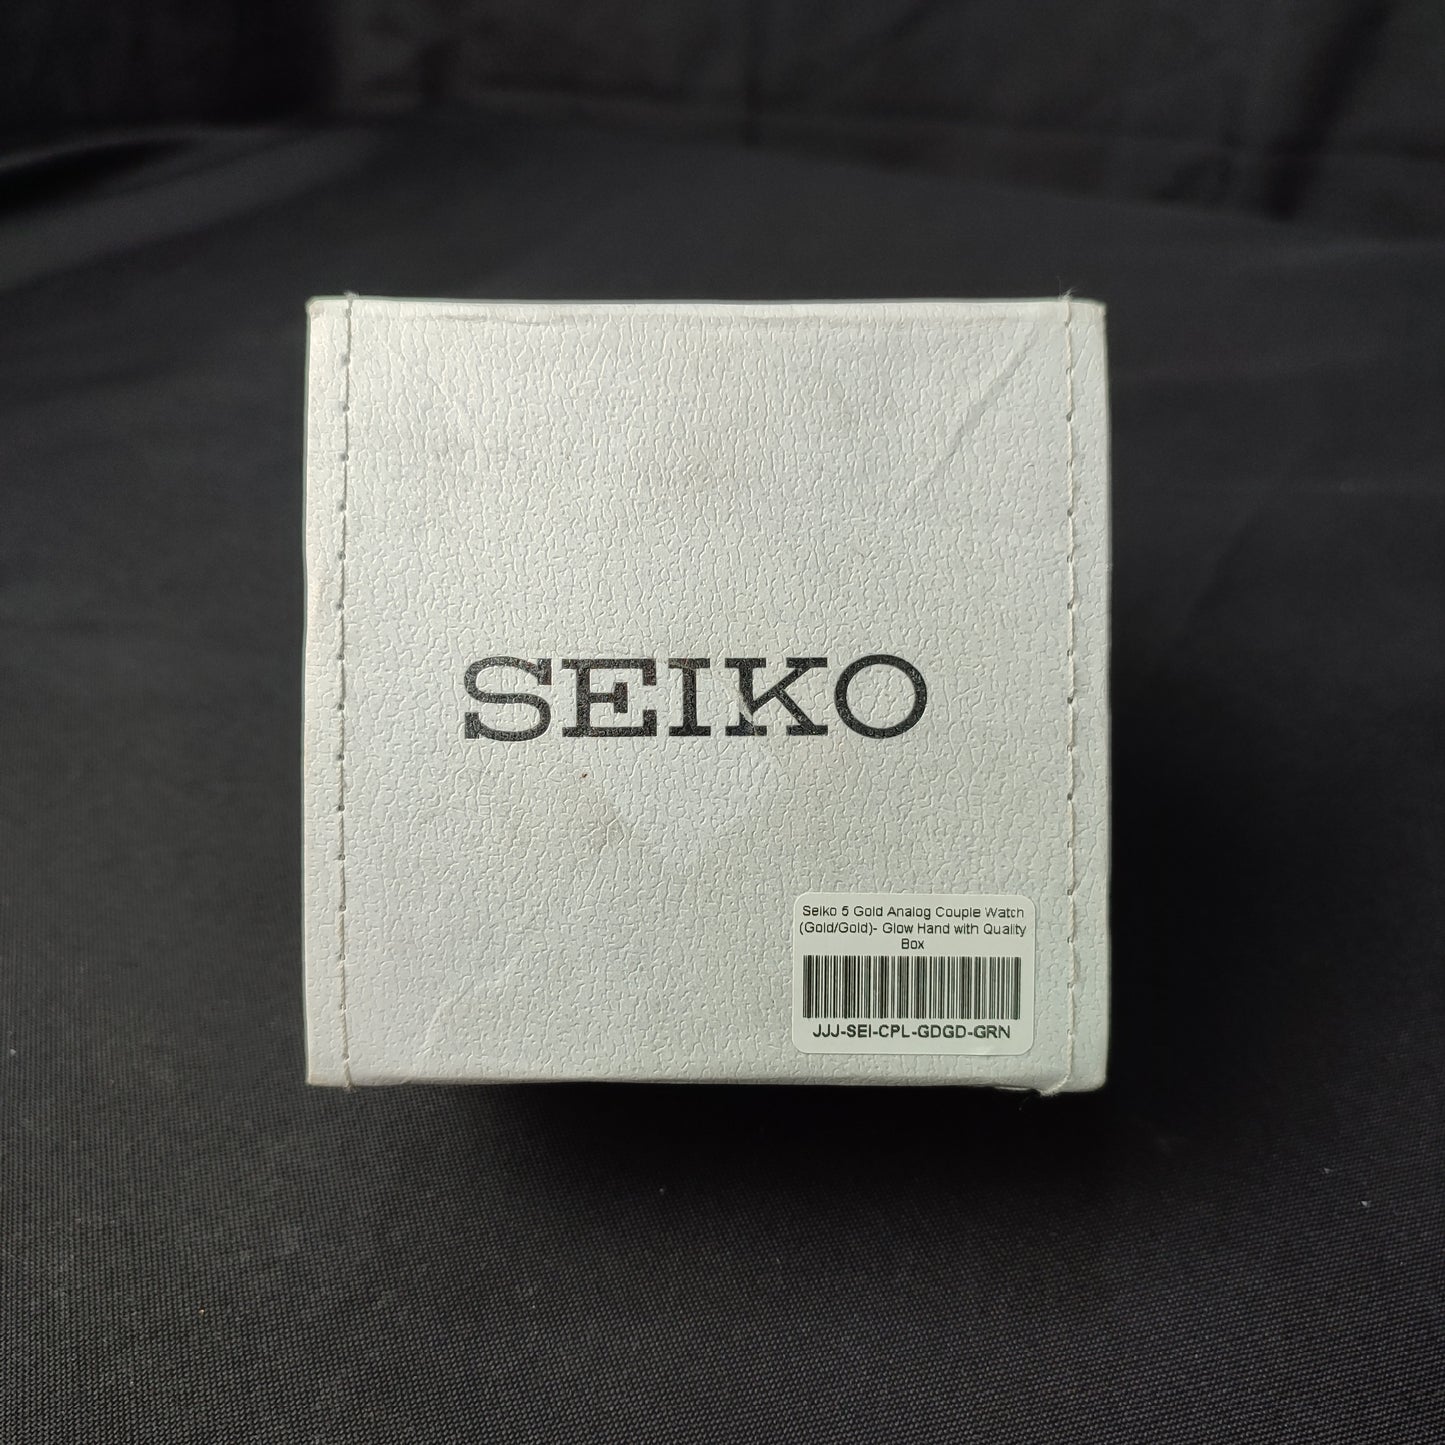 SEIKO
Seiko 5 Gold Analog Couple Watch
(Gold/Gold)- Glow Hand with Quality
Box
JJJ-SEI-CPL-GDGD-GRN